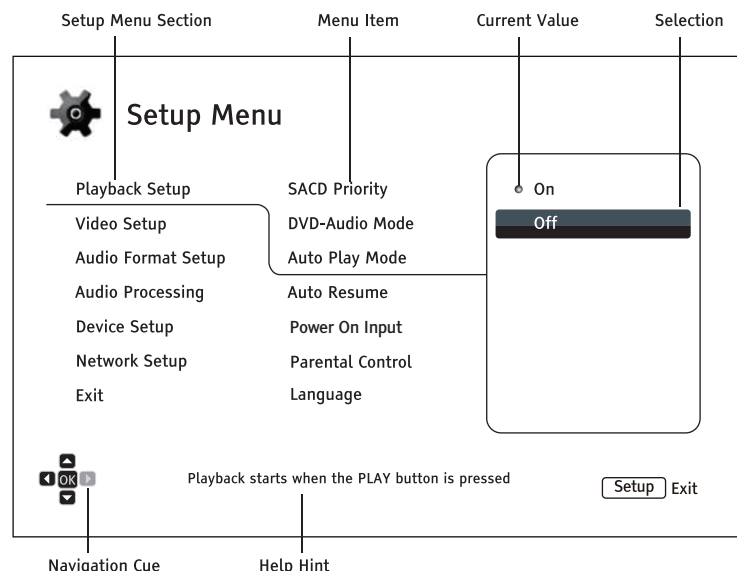 Setup Menu Section Menu Item Current Value Selection
Setup Menu
Playback Setup SACD Priority On
Video Setup DVD-Audio Mode Off
Audio Format Setup Auto Play Mode
Audio Processing Auto Resume
Device Setup Power On Input
Network Setup Parental Control
Exit Language
OK Playback starts when the PLAY button is pressed Setup Exit
Navigation Cue Help Hint